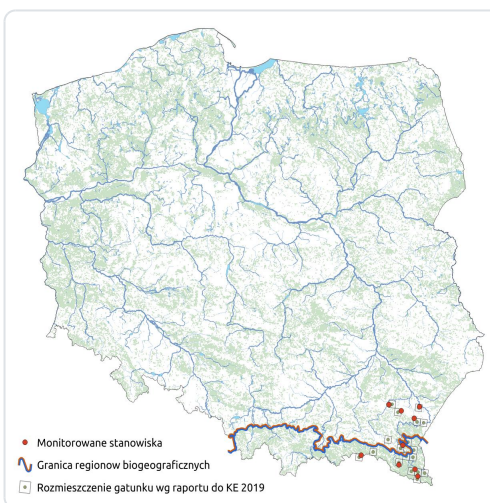 Monitorowane stanowiska
Granica regionow biogeograficznych
Rozmieszczenie gatunku wg raportu do KE 2019